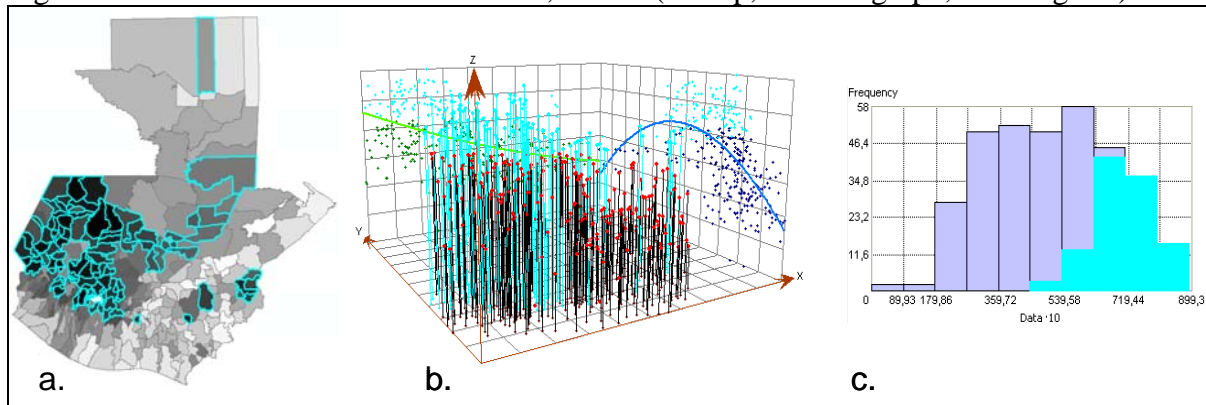 Z
Y
X
Frequency
58
46,4
34,8
23,2
11,6
0 89,93 179,86 359,72 539,58 719,44 899,3
Data ·10
a. b. c.